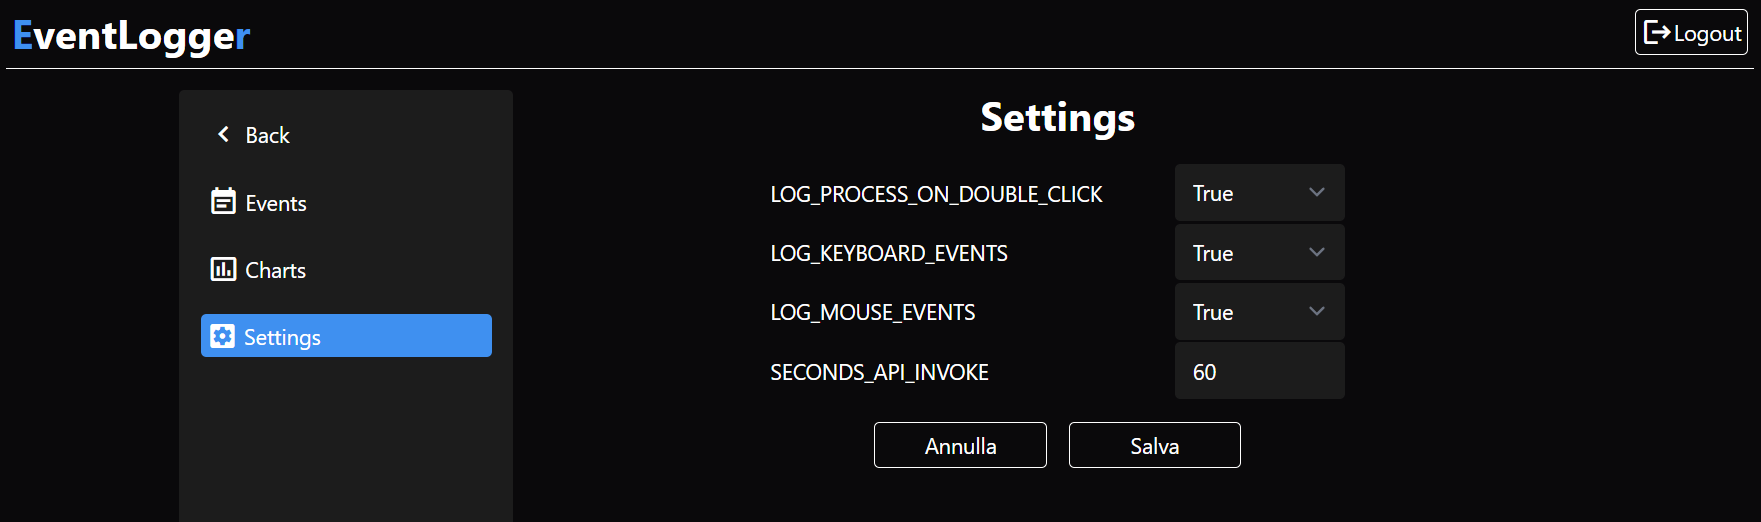 EventLogger
Logout
Back
Events
Charts
Settings
Settings
LOG_PROCESS_ON_DOUBLE_CLICK True
LOG_KEYBOARD_EVENTS True
LOG_MOUSE_EVENTS True
SECONDS_API_INVOKE 60
Annulla Salva